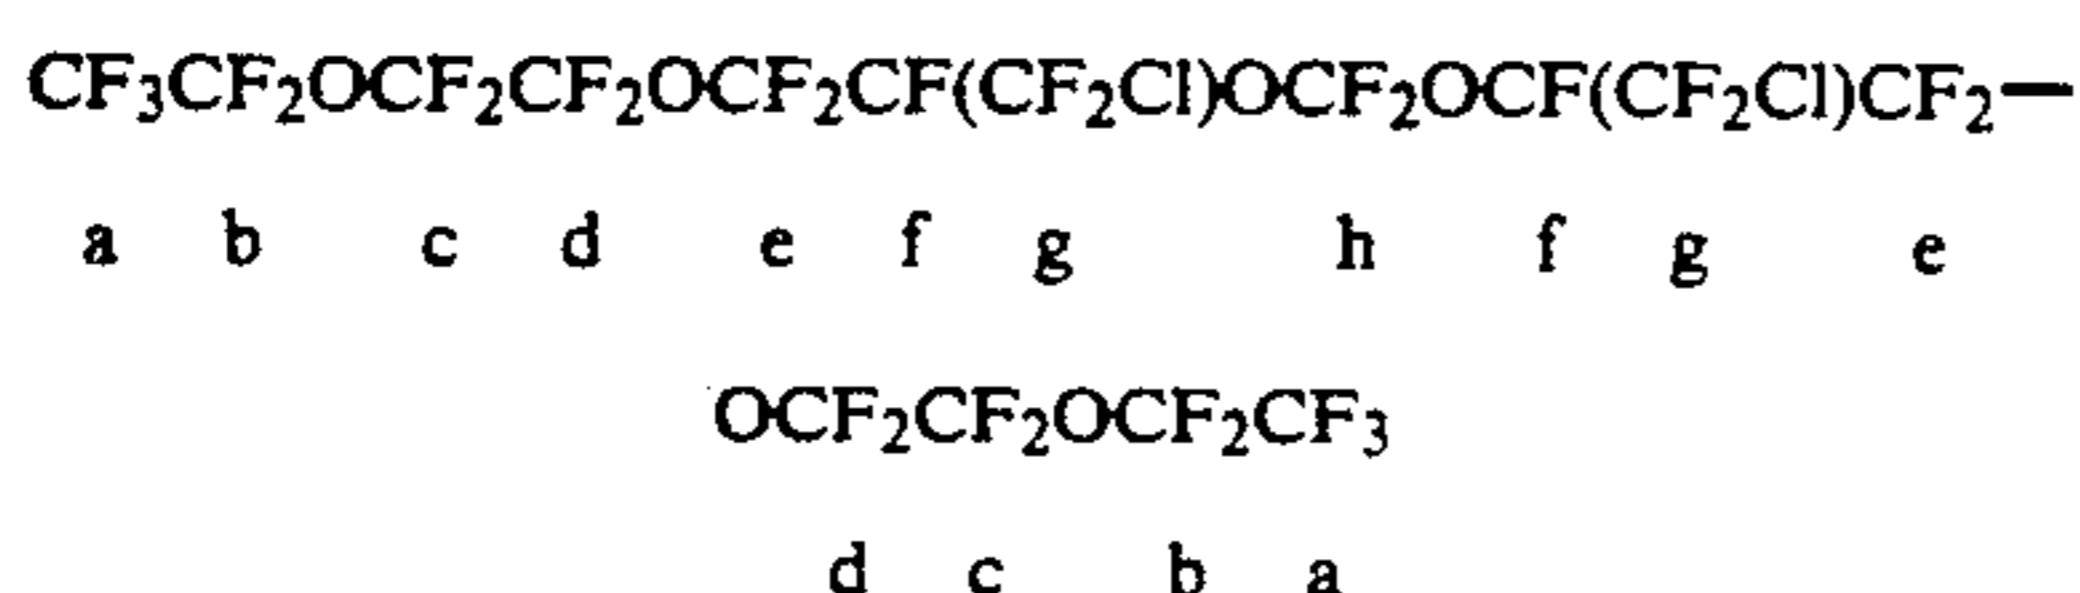 CF₃CF₂OCF₂CF₂OCF₂CF(CF₂Cl)OCF₂OCF(CF₂Cl)CF₂—
a b c d e f g h f g e
OCF₂CF₂OCF₂CF₃
d c b a